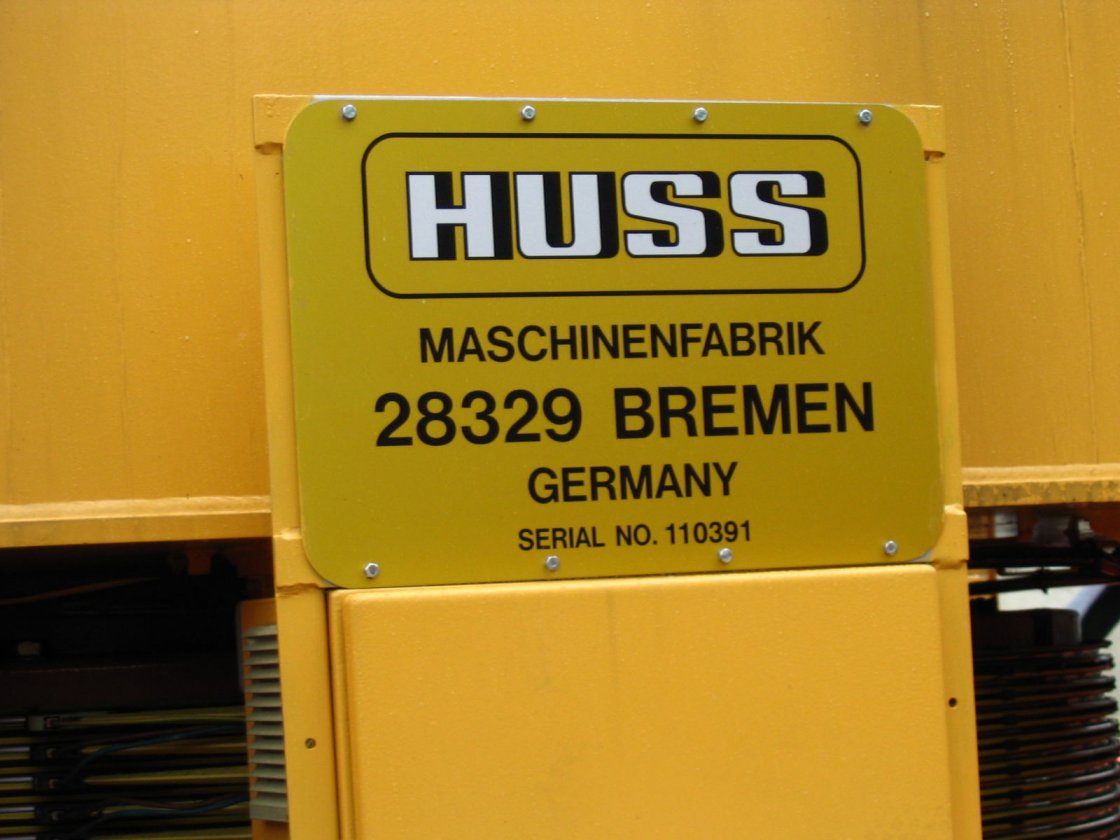 HUSS
MASCHINENFABRIK
28329 BREMEN
GERMANY
SERIAL NO. 110391